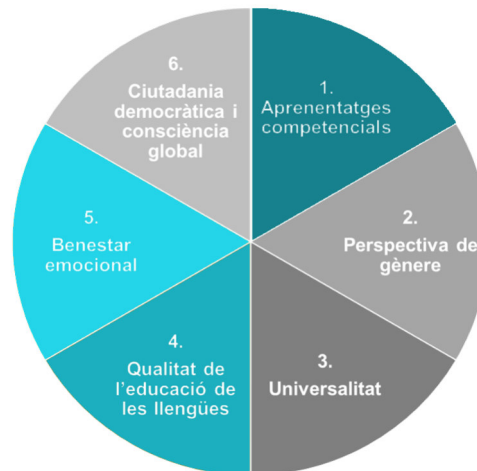 1.
Aprenentatges
competencials
2.
Perspectiva de
gènere
3.
Universalitat
4.
Qualitat de
l'educació de
les llengües
5.
Benestar
emocional
6.
Ciutadania
democràtica i
consciència
global